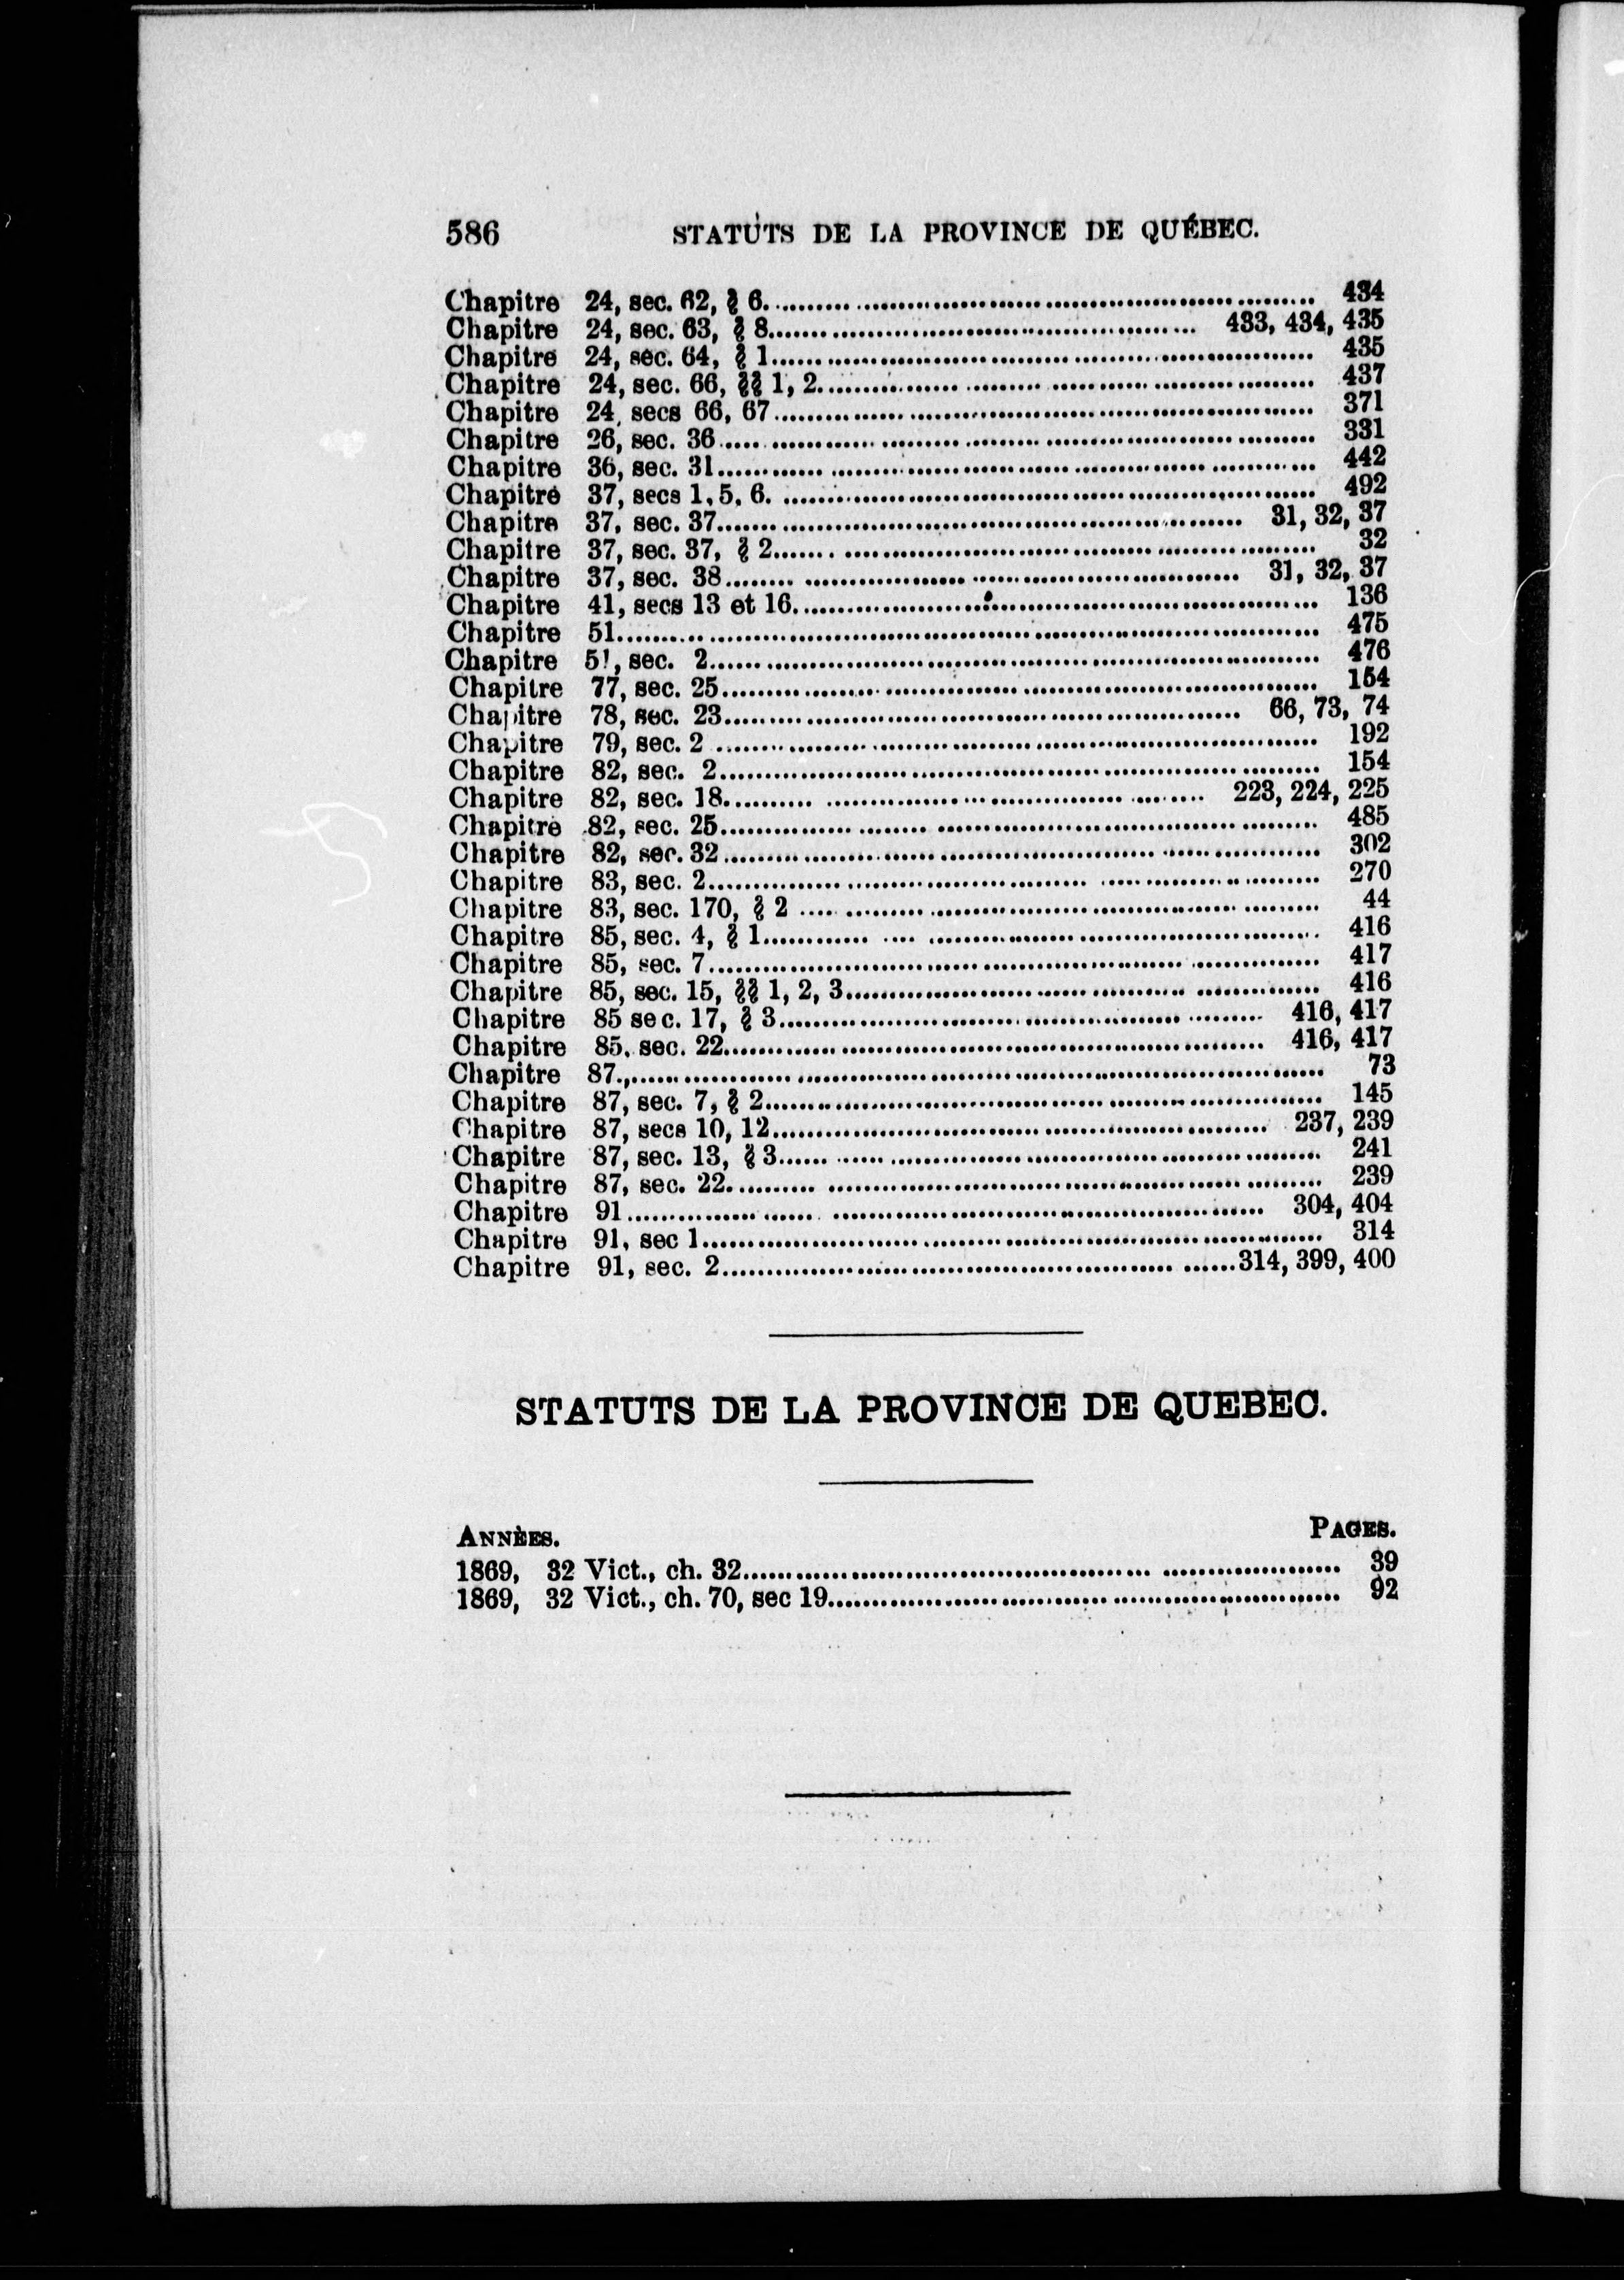 586 STATUTS DE LA PROVINCE DE QUÉBEC.
Chapitre 24, sec. 62, § 6. 434
Chapitre 24, sec. 63, § 8. 433, 434, 435
Chapitre 24, sec. 64, § 1. 435
Chapitre 24, sec. 66, §§ 1, 2. 437
Chapitre 24, secs 66, 67 371
Chapitre 26, sec. 36 331
Chapitre 36, sec. 31 442
Chapitre 37, secs 1, 5, 6. 492
Chapitre 37, sec. 37 31, 32, 37
Chapitre 37, sec. 37, § 2 32
Chapitre 37, sec. 38 31, 32, 37
Chapitre 41, secs 13 et 16. 136
Chapitre 51 475
Chapitre 51, sec. 2 476
Chapitre 77, sec. 25 154
Chapitre 78, sec. 23 66, 73, 74
Chapitre 79, sec. 2 192
Chapitre 82, sec. 2 154
Chapitre 82, sec. 18. 223, 224, 225
Chapitre 82, sec. 25 485
Chapitre 82, sec. 32 302
Chapitre 83, sec. 2 270
Chapitre 83, sec. 170, § 2 44
Chapitre 85, sec. 4, § 1 416
Chapitre 85, sec. 7 417
Chapitre 85, sec. 15, §§ 1, 2, 3 416
Chapitre 85 sec. 17, § 3 416, 417
Chapitre 85. sec. 22 416, 417
Chapitre 87., 73
Chapitre 87, sec. 7, § 2 145
Chapitre 87, secs 10, 12 237, 239
Chapitre 87, sec. 13, § 3 241
Chapitre 87, sec. 22. 239
Chapitre 91 304, 404
Chapitre 91, sec 1 314
Chapitre 91, sec. 2 314, 399, 400
STATUTS DE LA PROVINCE DE QUEBEC.
ANNÈES. PAGES.
1869, 32 Vict., ch. 32 39
1869, 32 Vict., ch. 70, sec 19 92